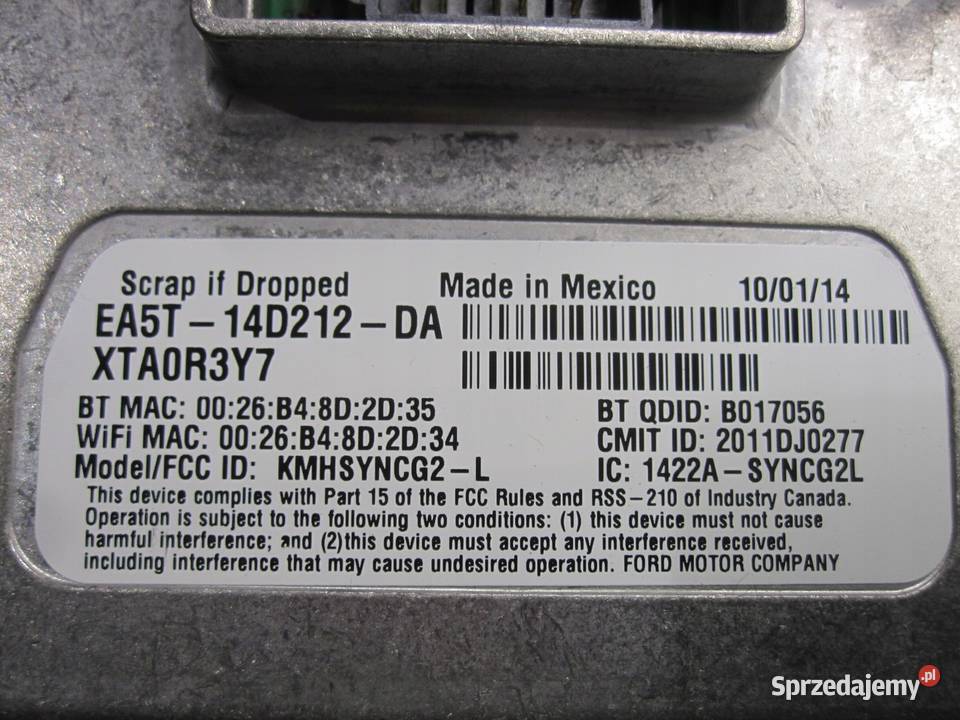 Scrap if Dropped Made in Mexico 10/01/14
EA5T-14D212-DA
XTA0R3Y7
BT MAC: 00:26:B4:8D:2D:35 BT QDID: B017056
WiFi MAC: 00:26:B4:8D:2D:34 CMIT ID: 2011DJ0277
Model/FCC ID: KMHSYNCG2-L IC: 1422A-SYNCG2L
This device complies with Part 15 of the FCC Rules and RSS-210 of Industry Canada.
Operation is subject to the following two conditions: (1) this device must not cause
harmful interference; and (2)this device must accept any interference received,
including interference that may cause undesired operation. FORD MOTOR COMPANY
Sprzedajemy.pl